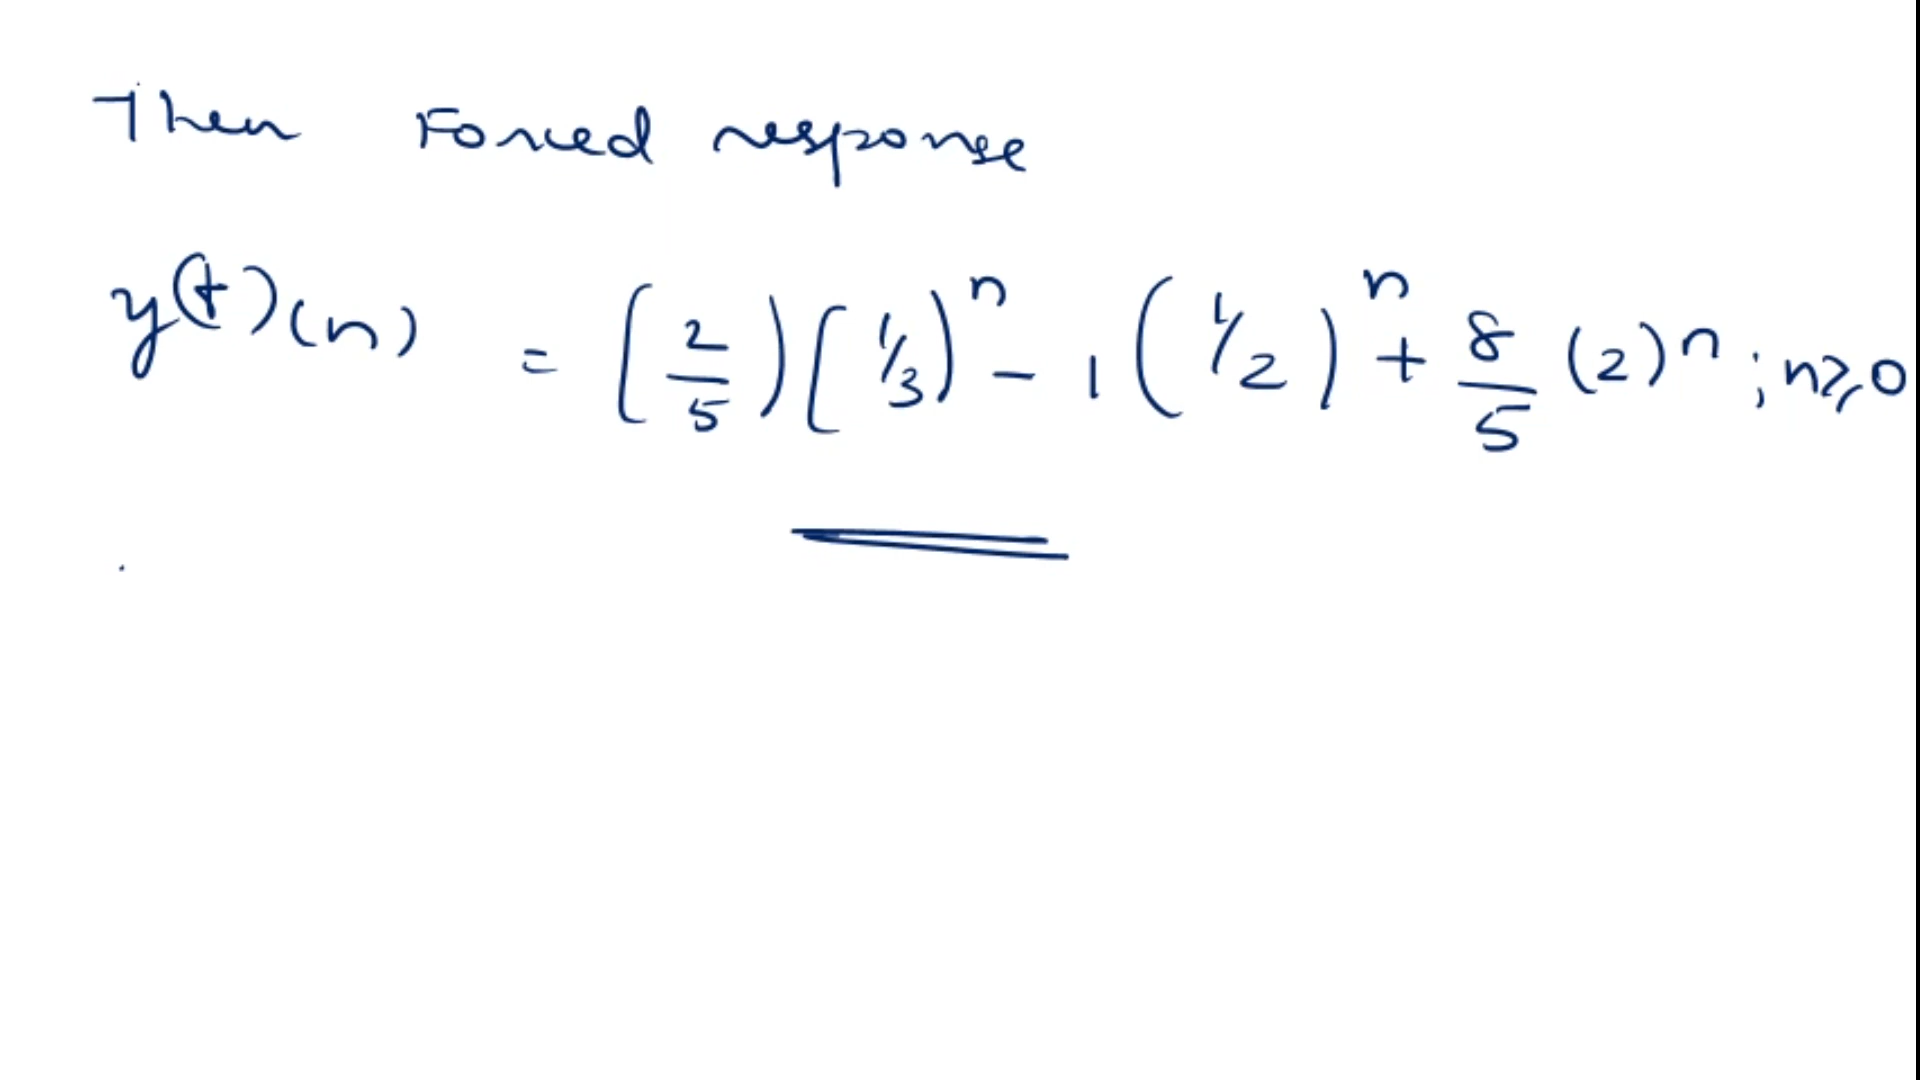 Then Forced response
y(f)(n) = (2/5)(1/3)^n - 1(1/2)^n + 8/5 (2)^n ; n≥0